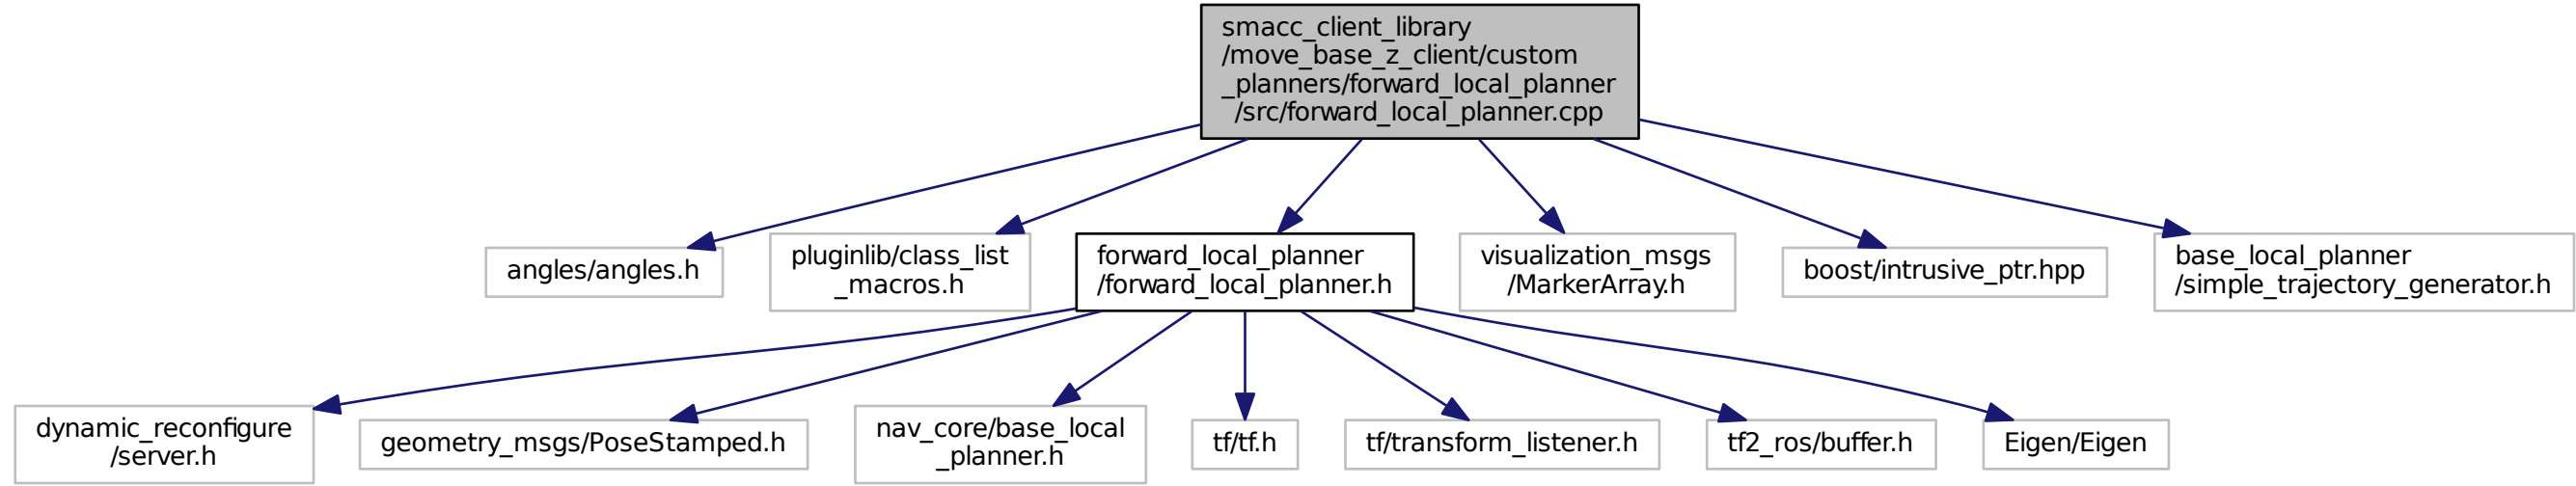 smacc_client_library
/move_base_z_client/custom
_planners/forward_local_planner
/src/forward_local_planner.cpp
angles/angles.h
pluginlib/class_list
_macros.h
forward_local_planner
/forward_local_planner.h
visualization_msgs
/MarkerArray.h
boost/intrusive_ptr.hpp
base_local_planner
/simple_trajectory_generator.h
dynamic_reconfigure
/server.h
geometry_msgs/PoseStamped.h
nav_core/base_local
_planner.h
tf/tf.h
tf/transform_listener.h
tf2_ros/buffer.h
Eigen/Eigen